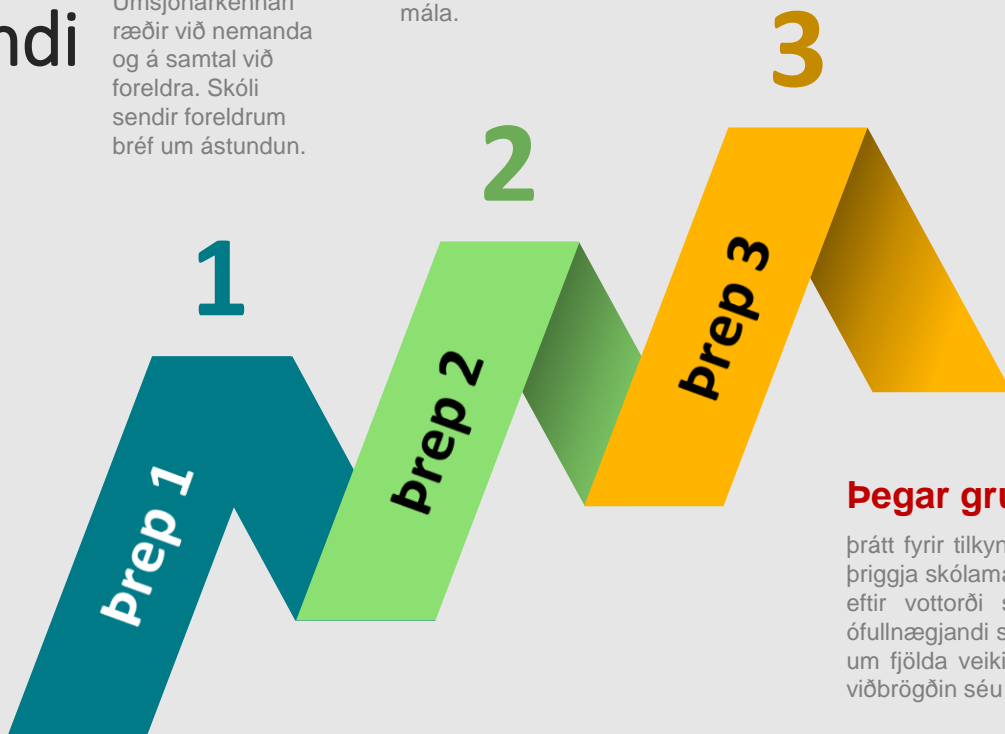 ndi
Umsjónarkennari
ræðir við nemanda
og á samtal við
foreldra. Skóli
sendir foreldrum
bréf um ástundun.
mála.
1
2
3
Þrep 1
Þrep 2
Þrep 3
Þegar gru
þrátt fyrir tilkyn
þriggja skólama
eftir vottorði s
ófullnægjandi s
um fjölda veiki
viðbrögðin séu